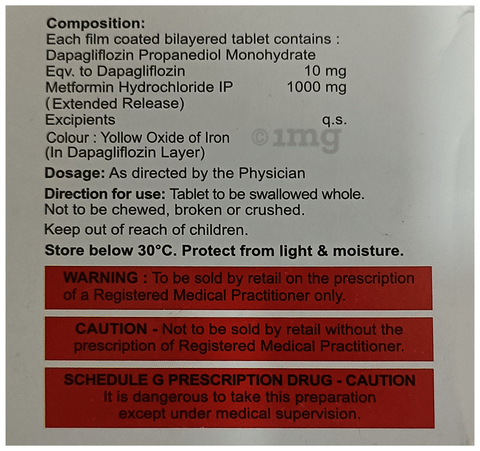 Composition:
Each film coated bilayered tablet contains :
Dapagliflozin Propanediol Monohydrate
Eqv. to Dapagliflozin 10 mg
Metformin Hydrochloride IP 1000 mg
(Extended Release)
Excipients q.s.
Colour : Yollow Oxide of Iron
(In Dapagliflozin Layer)
©1mg
Dosage: As directed by the Physician
Direction for use: Tablet to be swallowed whole.
Not to be chewed, broken or crushed.
Keep out of reach of children.
Store below 30°C. Protect from light & moisture.
WARNING : To be sold by retail on the prescription
of a Registered Medical Practitioner only.
CAUTION - Not to be sold by retail without the
prescription of Registered Medical Practitioner.
SCHEDULE G PRESCRIPTION DRUG - CAUTION
It is dangerous to take this preparation
except under medical supervision.